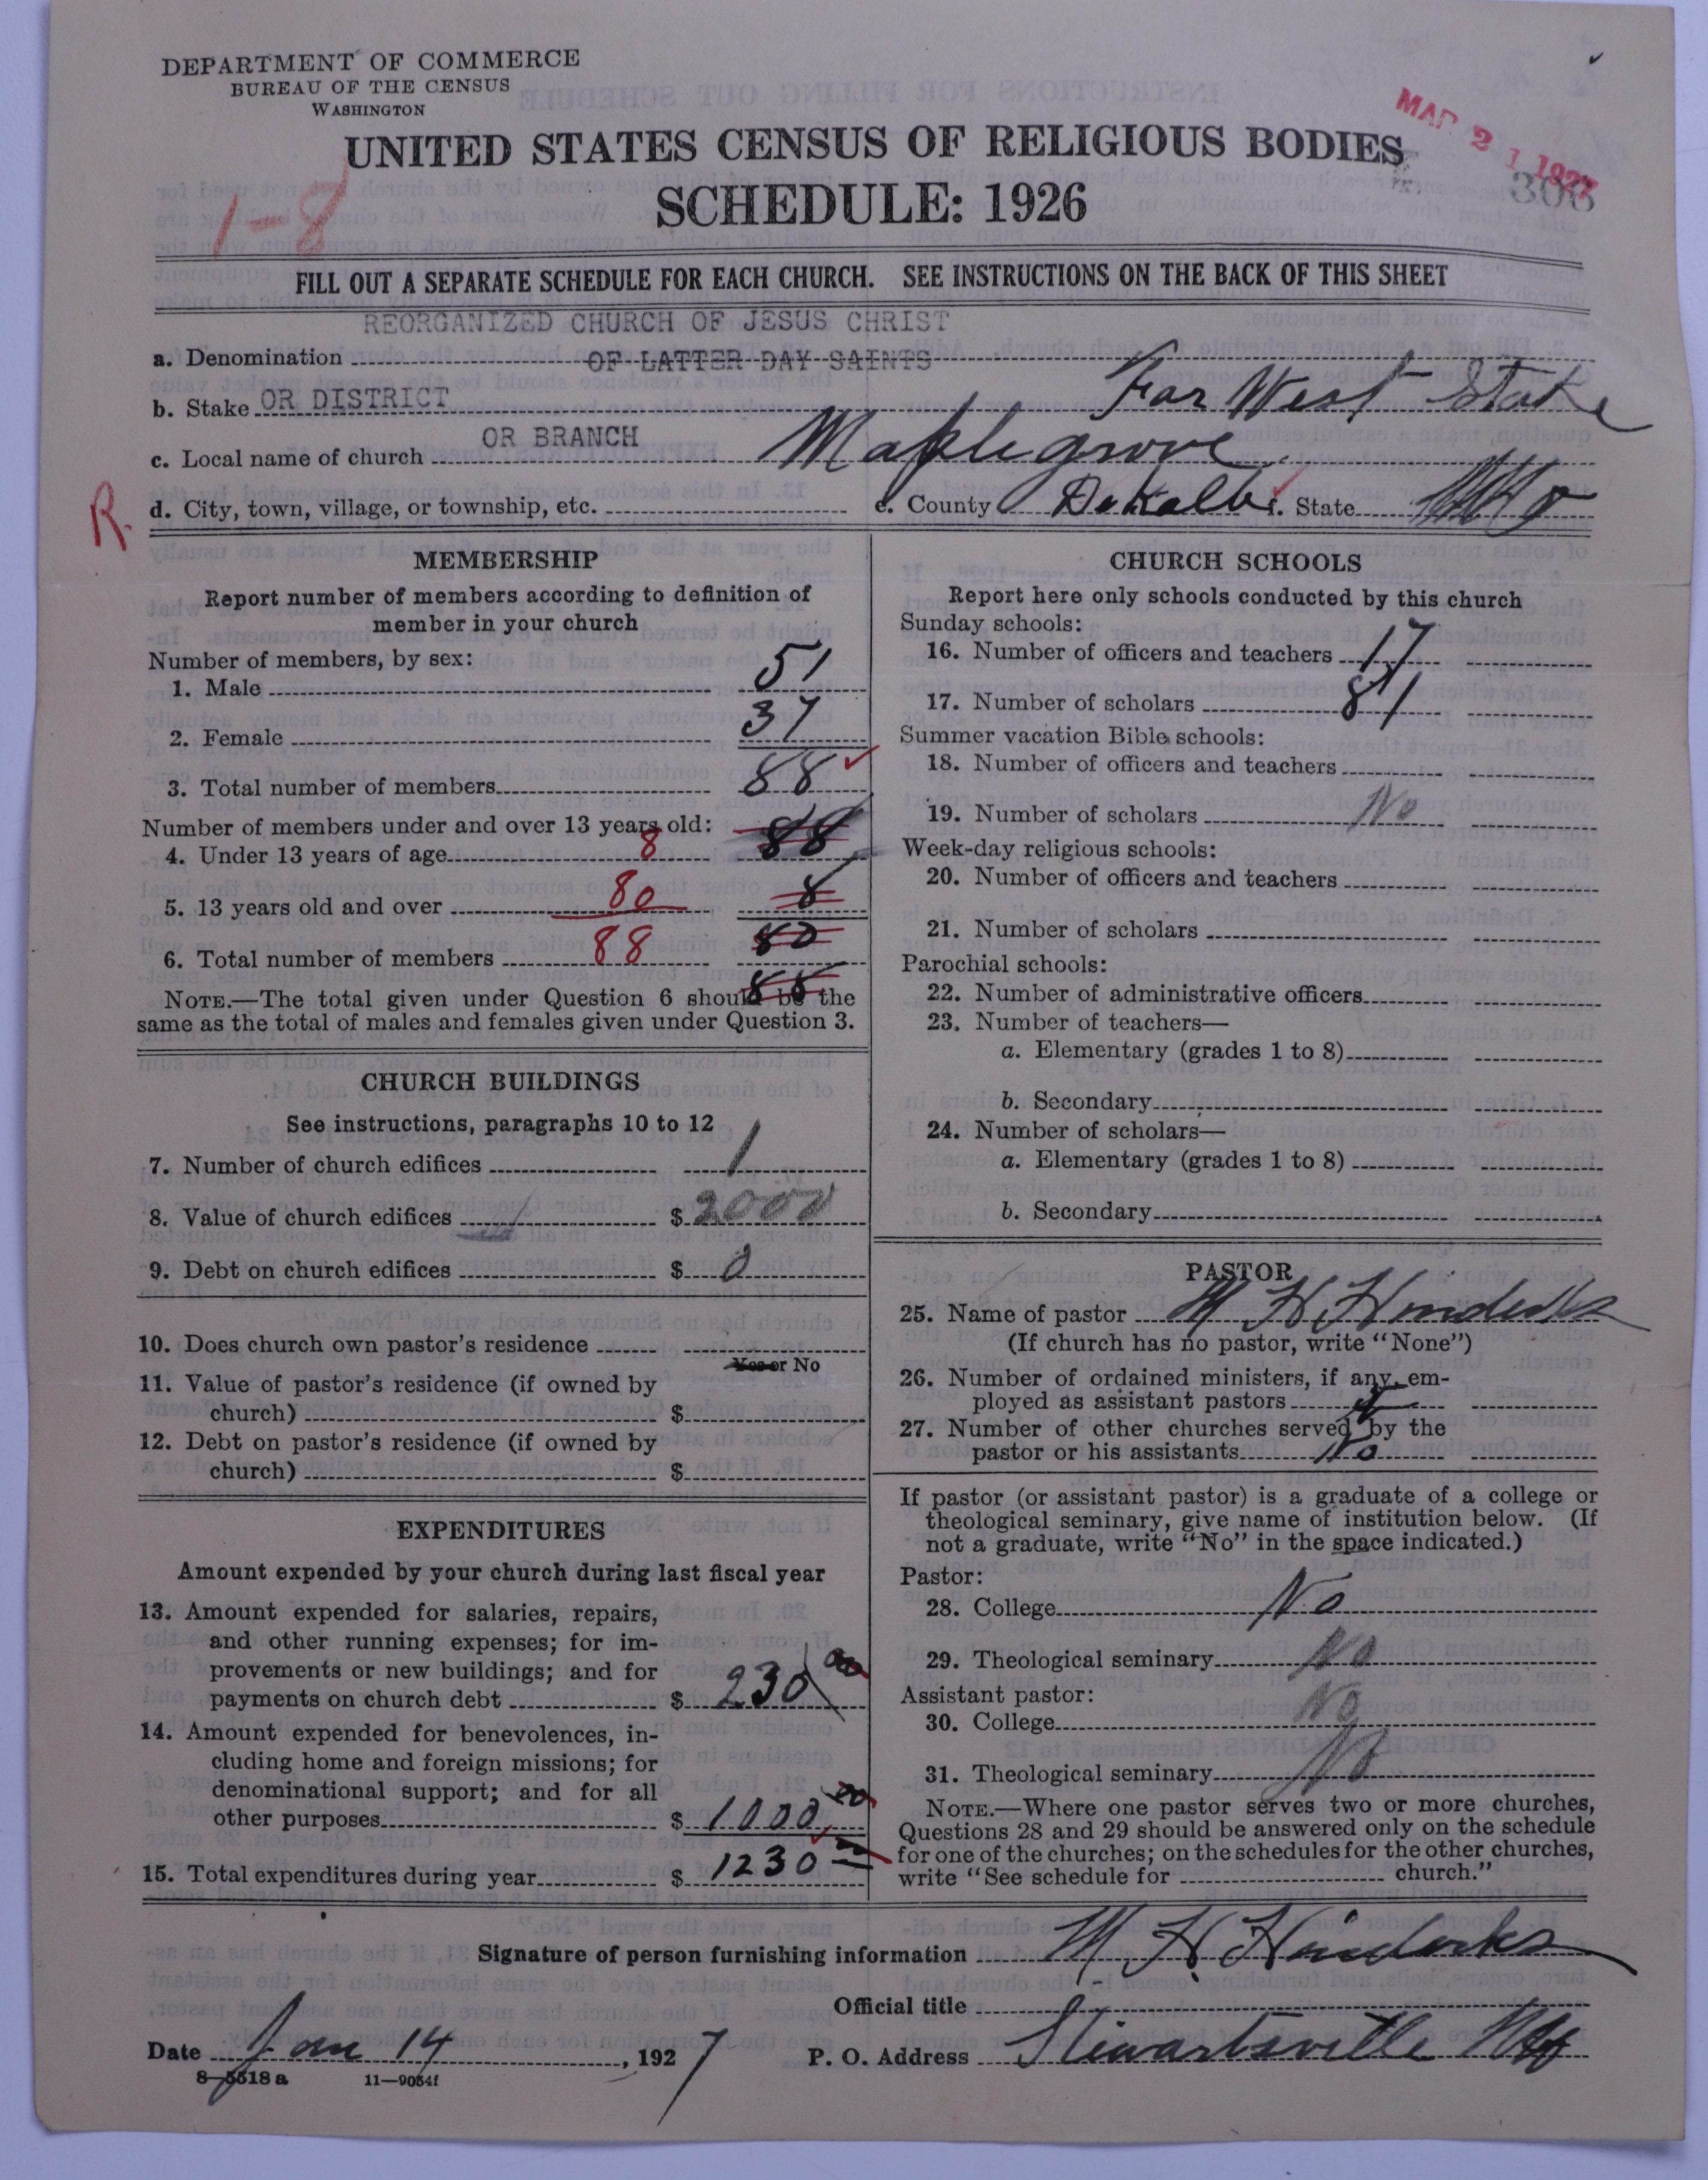 DEPARTMENT OF COMMERCE
BUREAU OF THE CENSUS
WASHINGTON
UNITED STATES CENSUS OF RELIGIOUS BODIES
SCHEDULE: 1926
1-8
MAR 21 1927
FILL OUT A SEPARATE SCHEDULE FOR EACH CHURCH. SEE INSTRUCTIONS ON THE BACK OF THIS SHEET
REORGANIZED CHURCH OF JESUS CHRIST
a. Denomination OF LATTER DAY SAINTS
b. Stake OR DISTRICT Far West Stake
OR BRANCH
c. Local name of church Maple grove
R. d. City, town, village, or township, etc. e. County DeKalb f. State Mo
MEMBERSHIP
Report number of members according to definition of
member in your church
Number of members, by sex:
1. Male 51
2. Female 37
3. Total number of members 88
Number of members under and over 13 years old: 88
4. Under 13 years of age 8
5. 13 years old and over 80 8
6. Total number of members 88 80
88
NOTE.—The total given under Question 6 should be the
same as the total of males and females given under Question 3.
CHURCH BUILDINGS
See instructions, paragraphs 10 to 12
7. Number of church edifices 1
8. Value of church edifices $ 2000
9. Debt on church edifices $ 0
10. Does church own pastor's residence
Yes or No
11. Value of pastor's residence (if owned by
church) $
12. Debt on pastor's residence (if owned by
church) $
EXPENDITURES
Amount expended by your church during last fiscal year
13. Amount expended for salaries, repairs,
and other running expenses; for im-
provements or new buildings; and for
payments on church debt $ 230 00
14. Amount expended for benevolences, in-
cluding home and foreign missions; for
denominational support; and for all
other purposes $ 1000 00
15. Total expenditures during year $ 1230
CHURCH SCHOOLS
Report here only schools conducted by this church
Sunday schools:
16. Number of officers and teachers 17
17. Number of scholars 81
Summer vacation Bible schools:
18. Number of officers and teachers
19. Number of scholars No
Week-day religious schools:
20. Number of officers and teachers
21. Number of scholars
Parochial schools:
22. Number of administrative officers
23. Number of teachers—
a. Elementary (grades 1 to 8)
b. Secondary
24. Number of scholars—
a. Elementary (grades 1 to 8)
b. Secondary
PASTOR
25. Name of pastor M H Hinderks
(If church has no pastor, write "None")
26. Number of ordained ministers, if any, em-
ployed as assistant pastors
27. Number of other churches served by the
pastor or his assistants No
If pastor (or assistant pastor) is a graduate of a college or
theological seminary, give name of institution below. (If
not a graduate, write "No" in the space indicated.)
Pastor:
28. College No
29. Theological seminary No
Assistant pastor:
30. College No
31. Theological seminary No
NOTE.—Where one pastor serves two or more churches,
Questions 28 and 29 should be answered only on the schedule
for one of the churches; on the schedules for the other churches,
write "See schedule for church."
Signature of person furnishing information M H Hinderks
Official title
Date Jan 14, 1927
P. O. Address Stewartsville Mo
8—5518 a 11—9054f